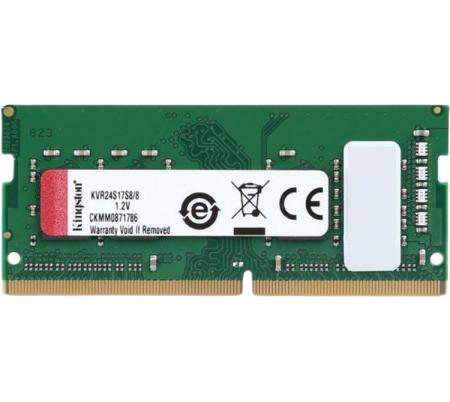 823
Kingston
KVR24S17S8/8
1.2V
CKMM0871786
Warranty Void If Removed
CE